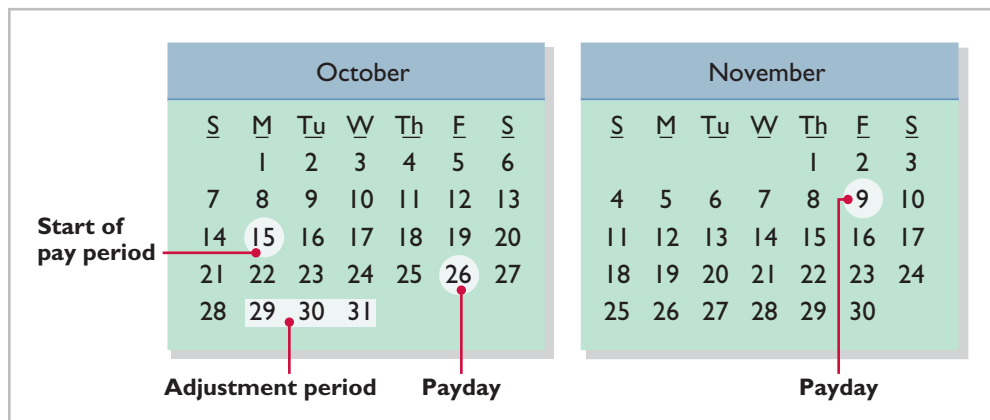 October
S M Tu W Th F S
1 2 3 4 5 6
7 8 9 10 11 12 13
14 15 16 17 18 19 20
21 22 23 24 25 26 27
28 29 30 31
November
S M Tu W Th F S
1 2 3
4 5 6 7 8 9 10
11 12 13 14 15 16 17
18 19 20 21 22 23 24
25 26 27 28 29 30
Start of
pay period
Adjustment period
Payday
Payday